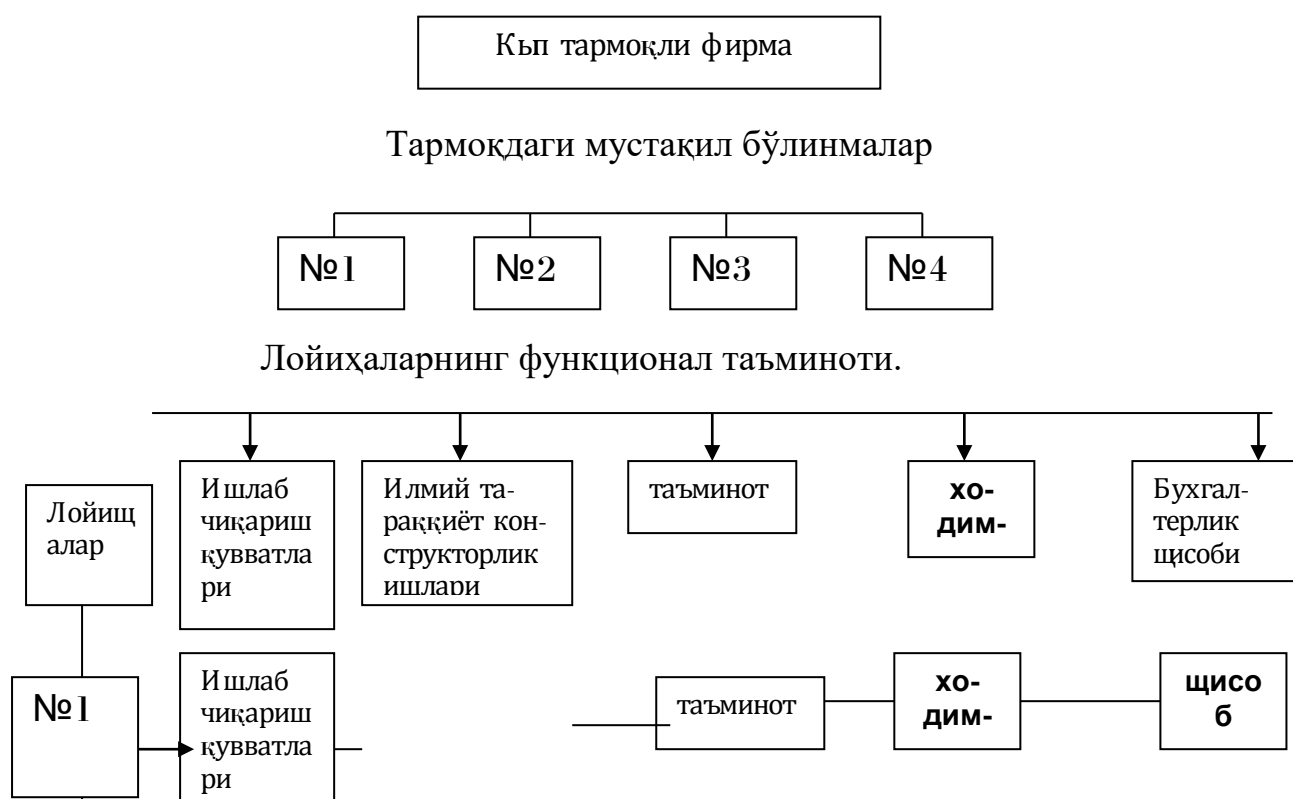 Кьп тармоқли фирма
Тармоқдаги мустақил бўлинмалар
№1
№2
№3
№4
Лойиҳаларнинг функционал таъминоти.
Лойищ
алар
Ишлаб
чиқариш
қувватла
ри
Илмий та-
раққиёт кон-
структорлик
ишлари
таъминот
хо-
дим-
Бухгал-
терлик
щисоби
№1
Ишлаб
чиқариш
қувватла
ри
таъминот
хо-
дим-
щисо
б